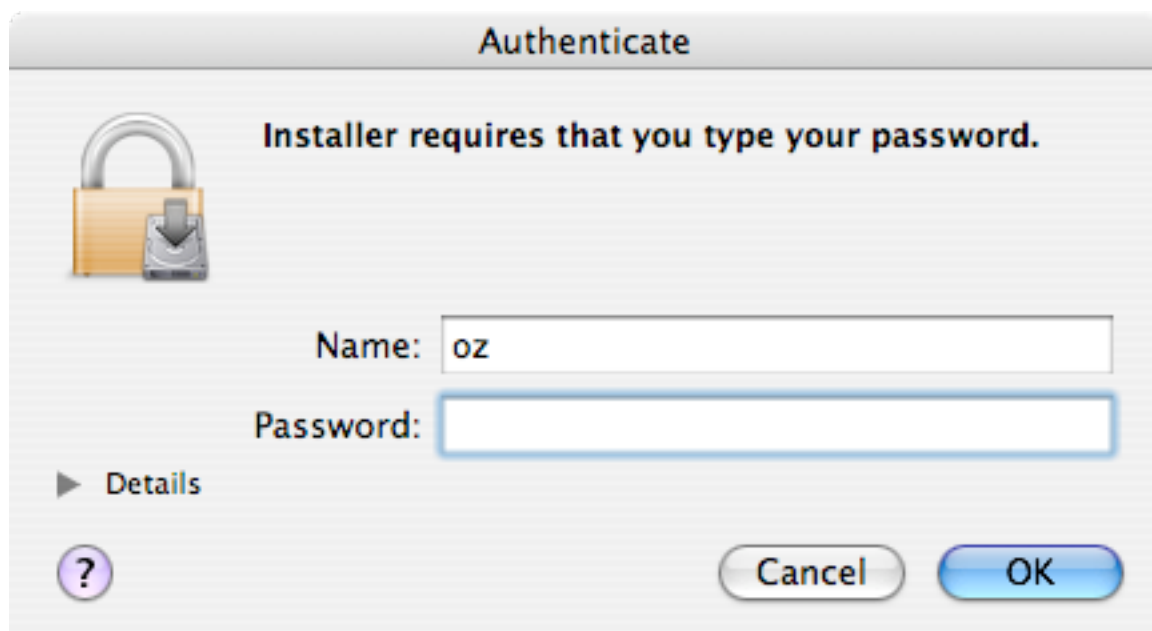 Authenticate
Installer requires that you type your password.
Name: oz
Password:
Details
?
Cancel OK